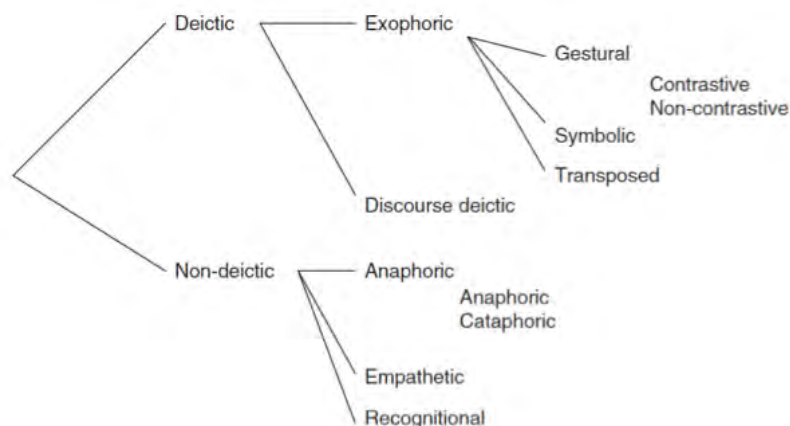 Deictic
Exophoric
Gestural
Contrastive
Non-contrastive
Symbolic
Transposed
Discourse deictic
Non-deictic
Anaphoric
Anaphoric
Cataphoric
Empathetic
Recognitional